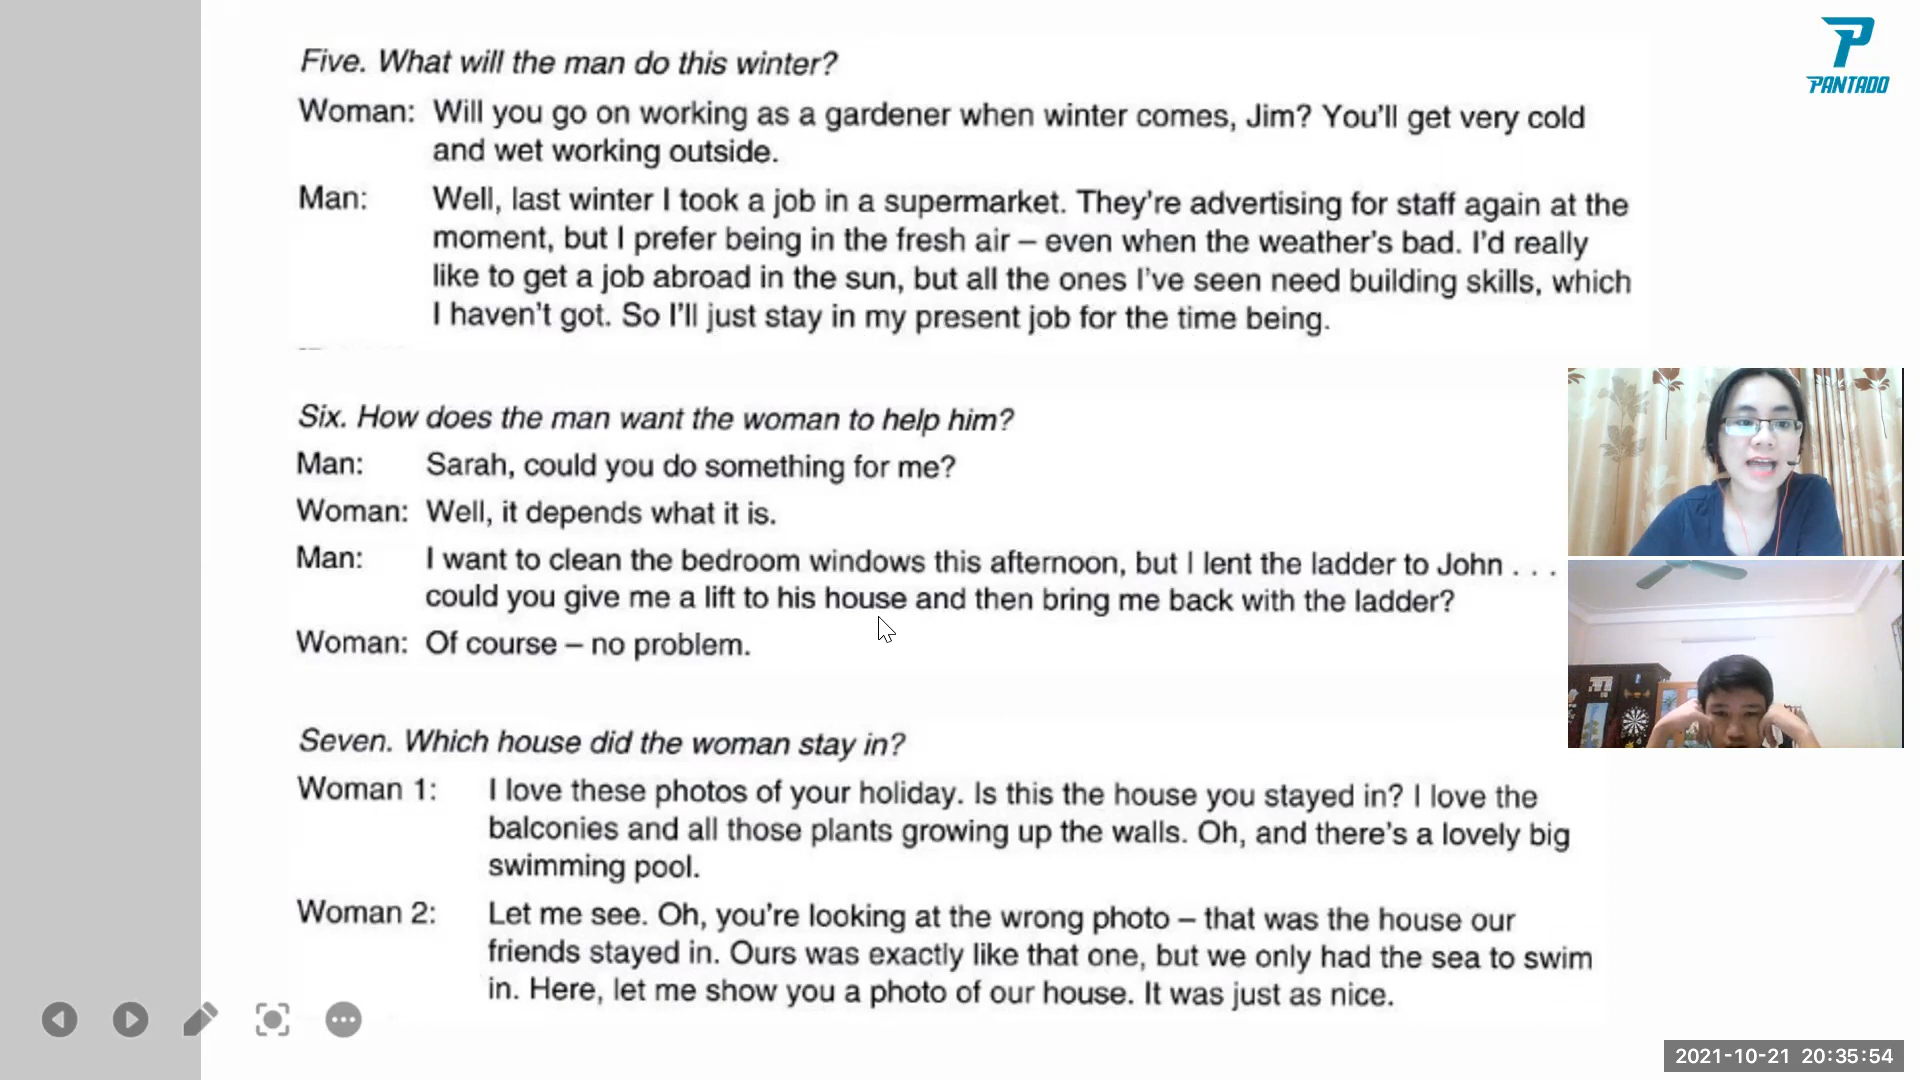 PANTADO
Five. What will the man do this winter?
Woman: Will you go on working as a gardener when winter comes, Jim? You'll get very cold
and wet working outside.
Man: Well, last winter I took a job in a supermarket. They're advertising for staff again at the
moment, but I prefer being in the fresh air – even when the weather's bad. I'd really
like to get a job abroad in the sun, but all the ones I've seen need building skills, which
I haven't got. So I'll just stay in my present job for the time being.
Six. How does the man want the woman to help him?
Man: Sarah, could you do something for me?
Woman: Well, it depends what it is.
Man: I want to clean the bedroom windows this afternoon, but I lent the ladder to John . . .
could you give me a lift to his house and then bring me back with the ladder?
Woman: Of course – no problem.
Seven. Which house did the woman stay in?
Woman 1: I love these photos of your holiday. Is this the house you stayed in? I love the
balconies and all those plants growing up the walls. Oh, and there's a lovely big
swimming pool.
Woman 2: Let me see. Oh, you're looking at the wrong photo – that was the house our
friends stayed in. Ours was exactly like that one, but we only had the sea to swim
in. Here, let me show you a photo of our house. It was just as nice.
2021-10-21 20:35:54